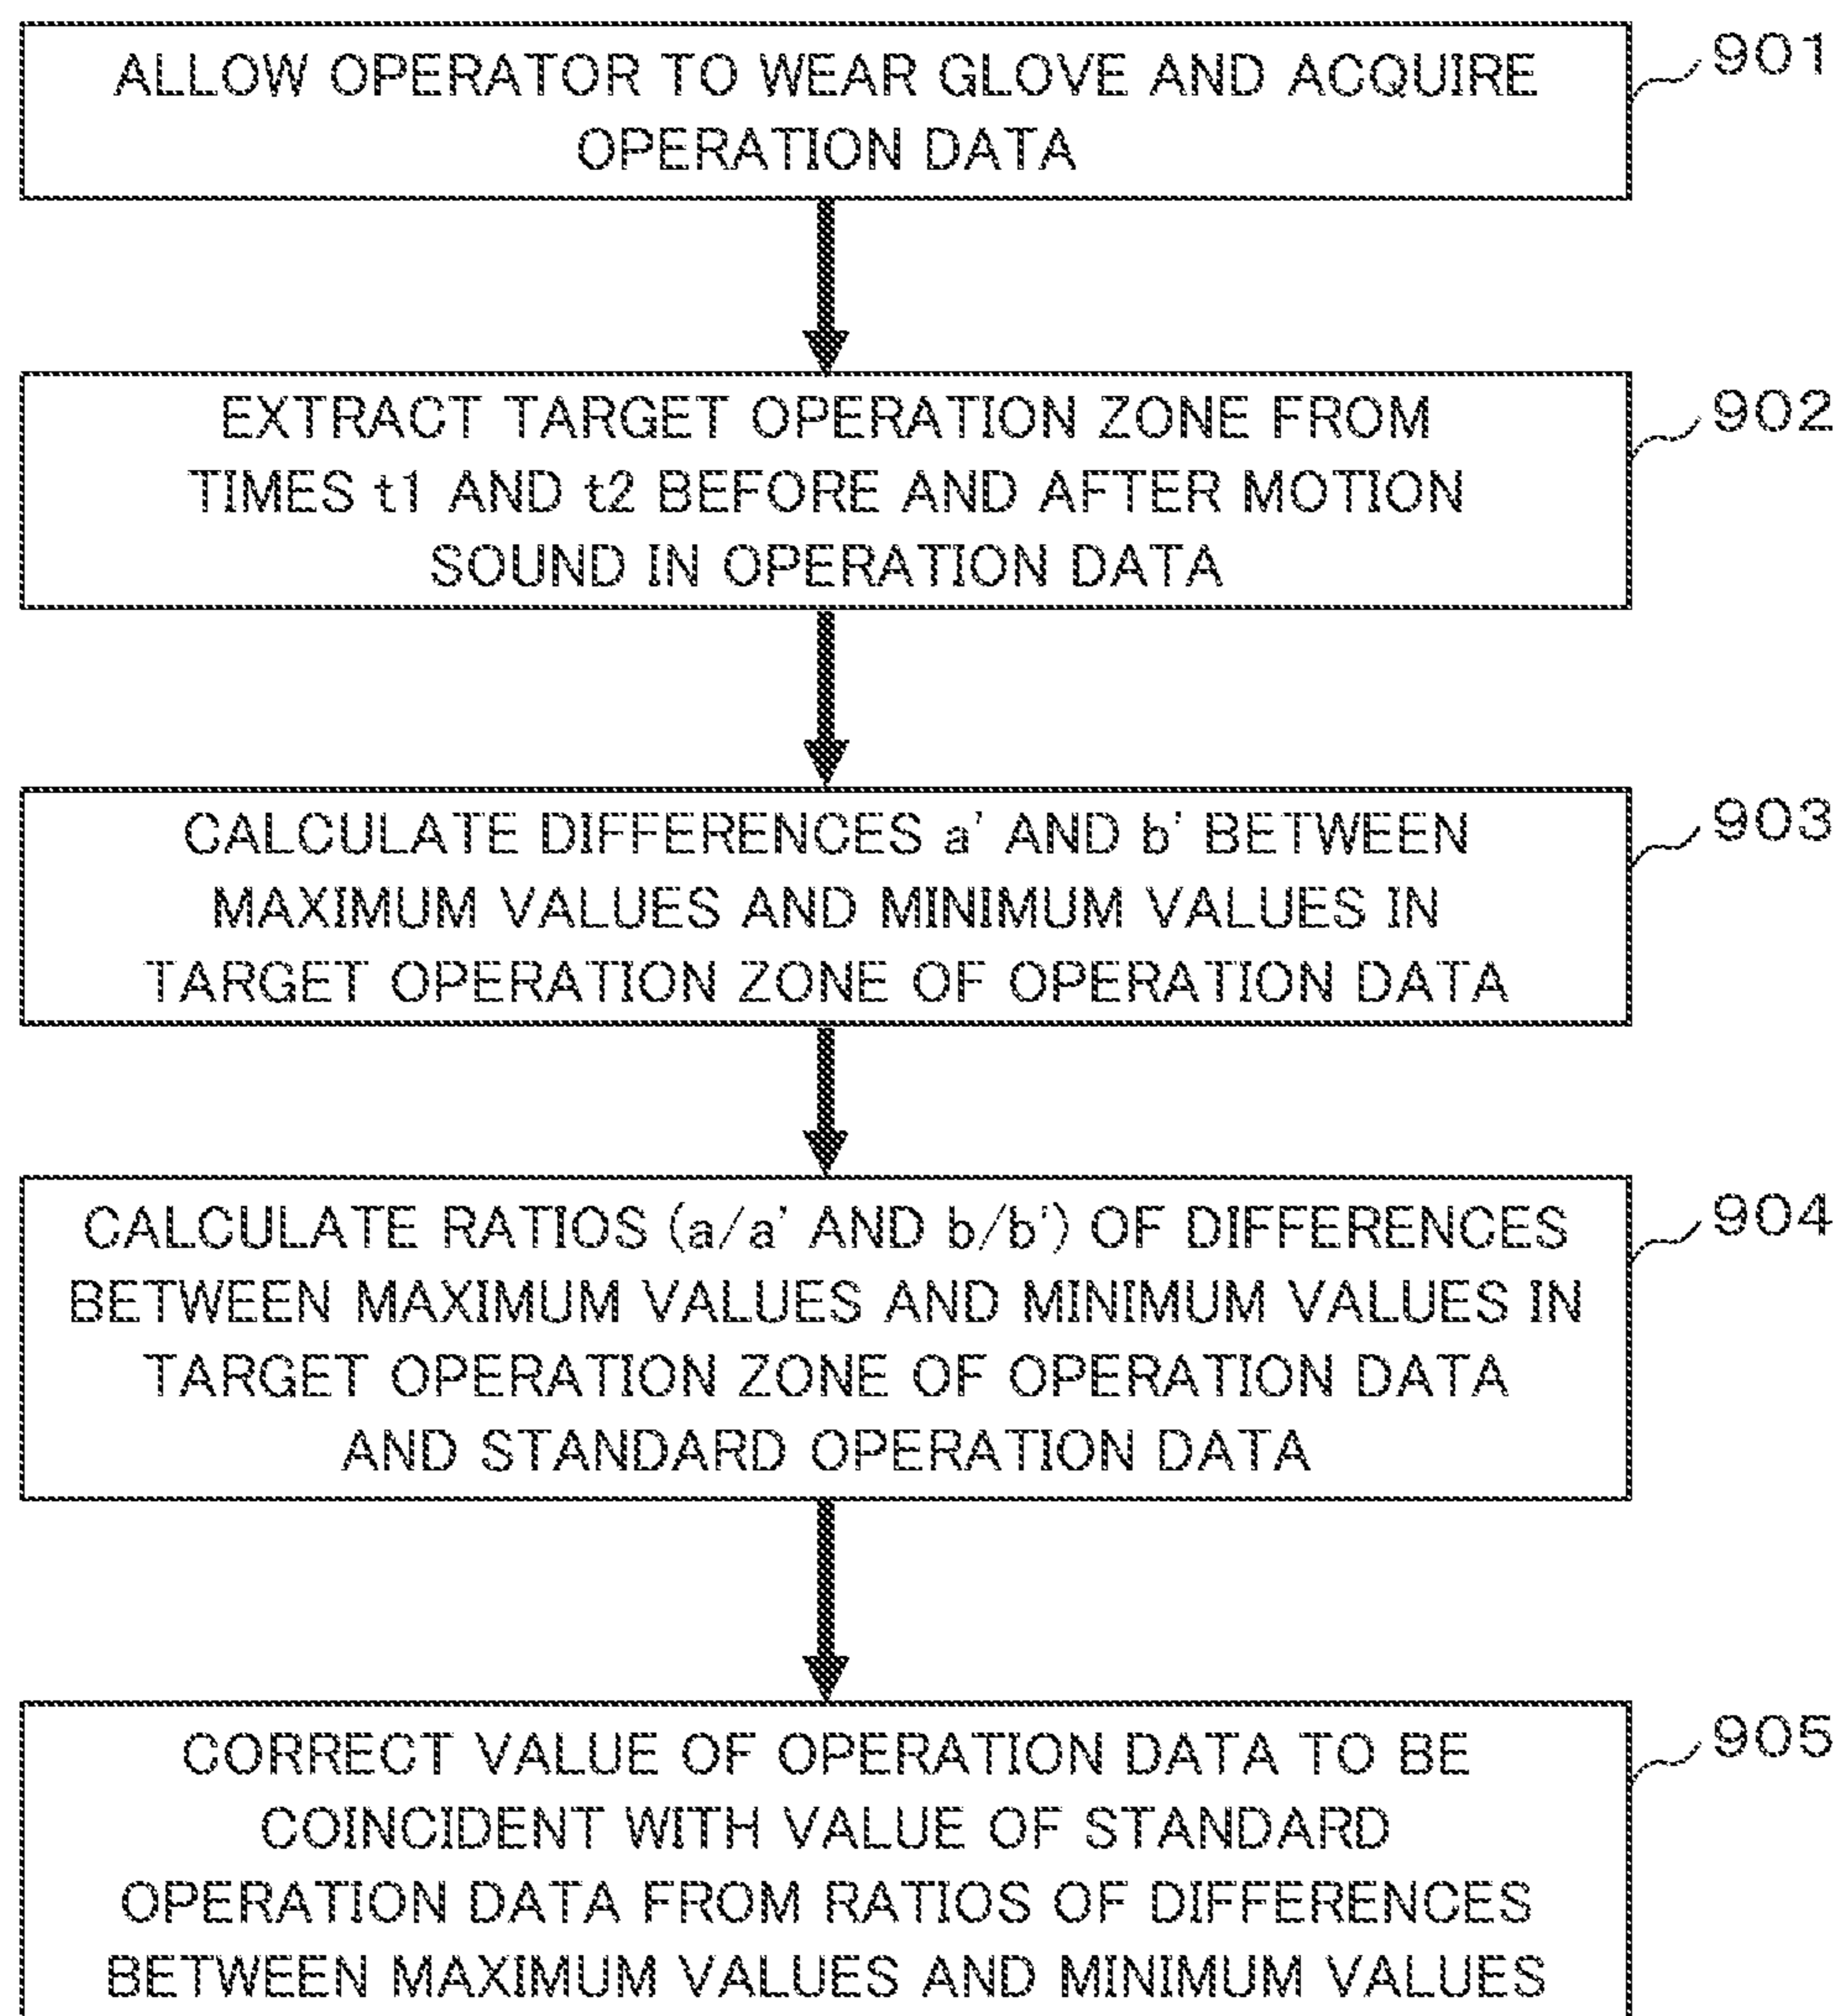 ALLOW OPERATOR TO WEAR GLOVE AND ACQUIRE
OPERATION DATA
901
EXTRACT TARGET OPERATION ZONE FROM
TIMES t1 AND t2 BEFORE AND AFTER MOTION
SOUND IN OPERATION DATA
902
CALCULATE DIFFERENCES a' AND b' BETWEEN
MAXIMUM VALUES AND MINIMUM VALUES IN
TARGET OPERATION ZONE OF OPERATION DATA
903
CALCULATE RATIOS (a/a' AND b/b') OF DIFFERENCES
BETWEEN MAXIMUM VALUES AND MINIMUM VALUES IN
TARGET OPERATION ZONE OF OPERATION DATA
AND STANDARD OPERATION DATA
904
CORRECT VALUE OF OPERATION DATA TO BE
COINCIDENT WITH VALUE OF STANDARD
OPERATION DATA FROM RATIOS OF DIFFERENCES
BETWEEN MAXIMUM VALUES AND MINIMUM VALUES
905